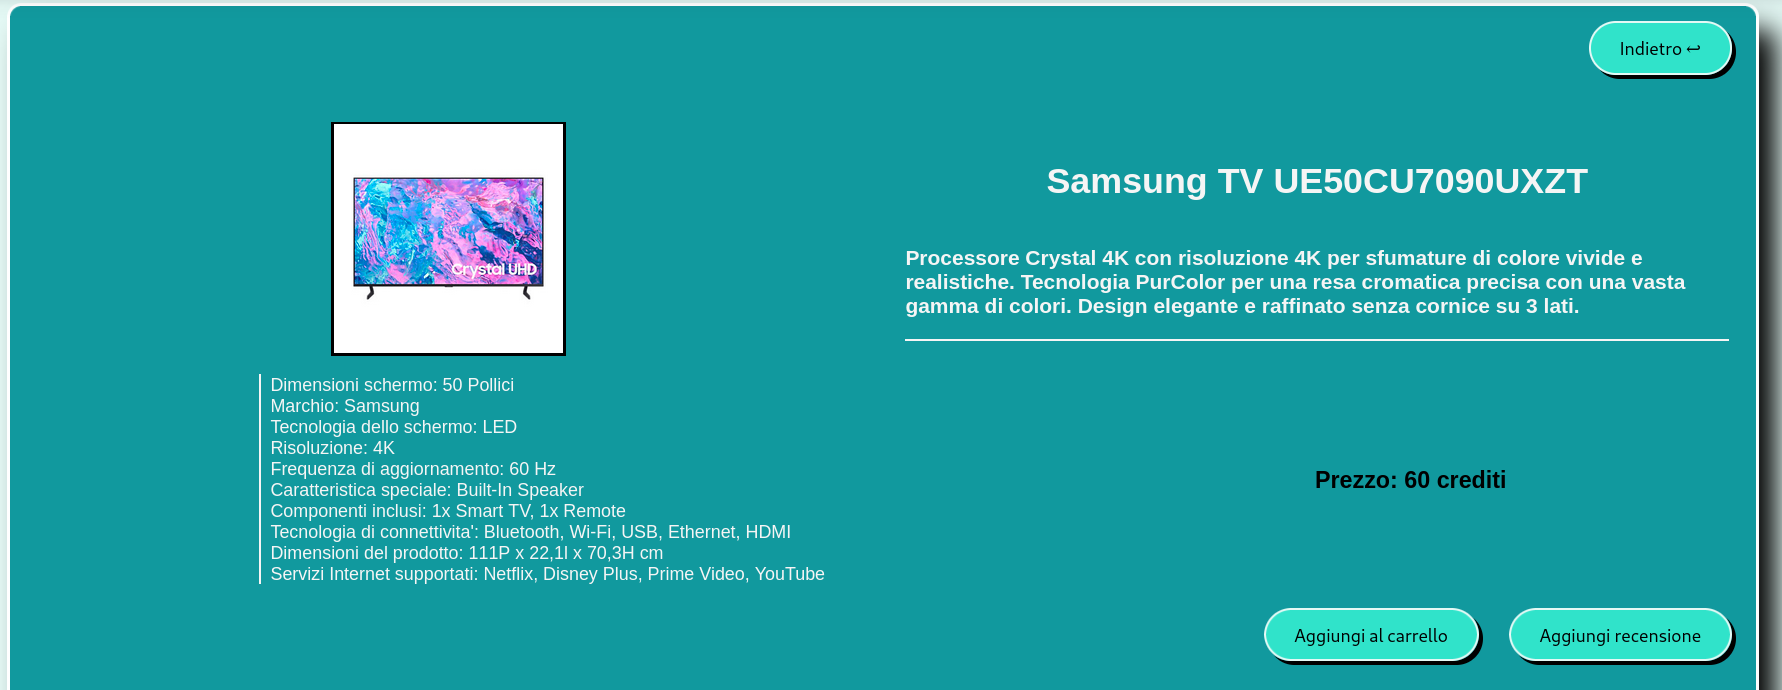 Indietro ↩
Crystal UHD
Samsung TV UE50CU7090UXZT
Processore Crystal 4K con risoluzione 4K per sfumature di colore vivide e
realistiche. Tecnologia PurColor per una resa cromatica precisa con una vasta
gamma di colori. Design elegante e raffinato senza cornice su 3 lati.
Dimensioni schermo: 50 Pollici
Marchio: Samsung
Tecnologia dello schermo: LED
Risoluzione: 4K
Frequenza di aggiornamento: 60 Hz
Caratteristica speciale: Built-In Speaker
Componenti inclusi: 1x Smart TV, 1x Remote
Tecnologia di connettivita': Bluetooth, Wi-Fi, USB, Ethernet, HDMI
Dimensioni del prodotto: 111P x 22,1l x 70,3H cm
Servizi Internet supportati: Netflix, Disney Plus, Prime Video, YouTube
Prezzo: 60 crediti
Aggiungi al carrello
Aggiungi recensione